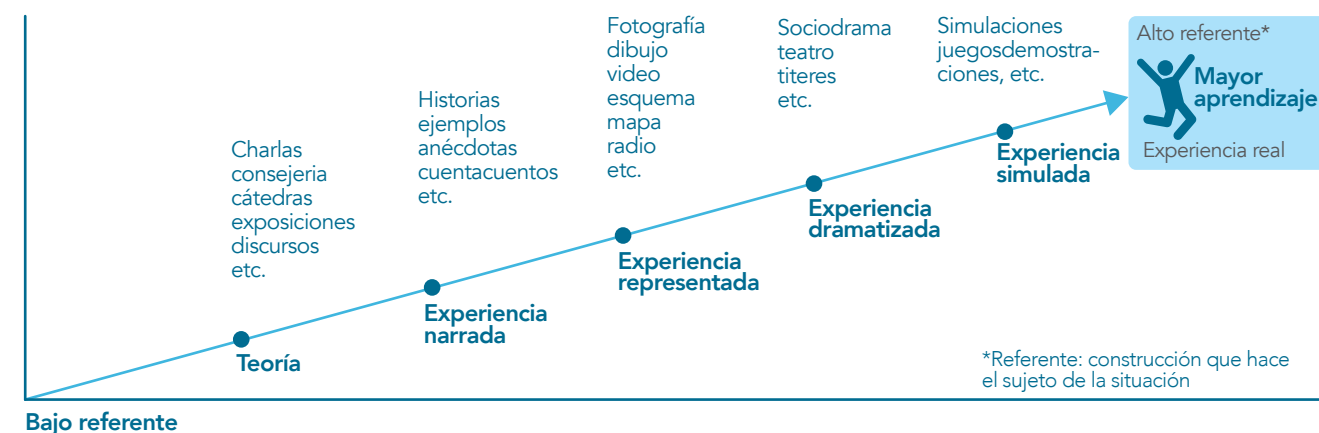 Charlas
consejeria
cátedras
exposiciones
discursos
etc.
Teoría
Historias
ejemplos
anécdotas
cuentacuentos
etc.
Experiencia
narrada
Fotografía
dibujo
video
esquema
mapa
radio
etc.
Experiencia
representada
Sociodrama
teatro
titeres
etc.
Experiencia
dramatizada
Simulaciones
juegosdemostra-
ciones, etc.
Experiencia
simulada
Alto referente*
Mayor
aprendizaje
Experiencia real
*Referente: construcción que hace
el sujeto de la situación
Bajo referente